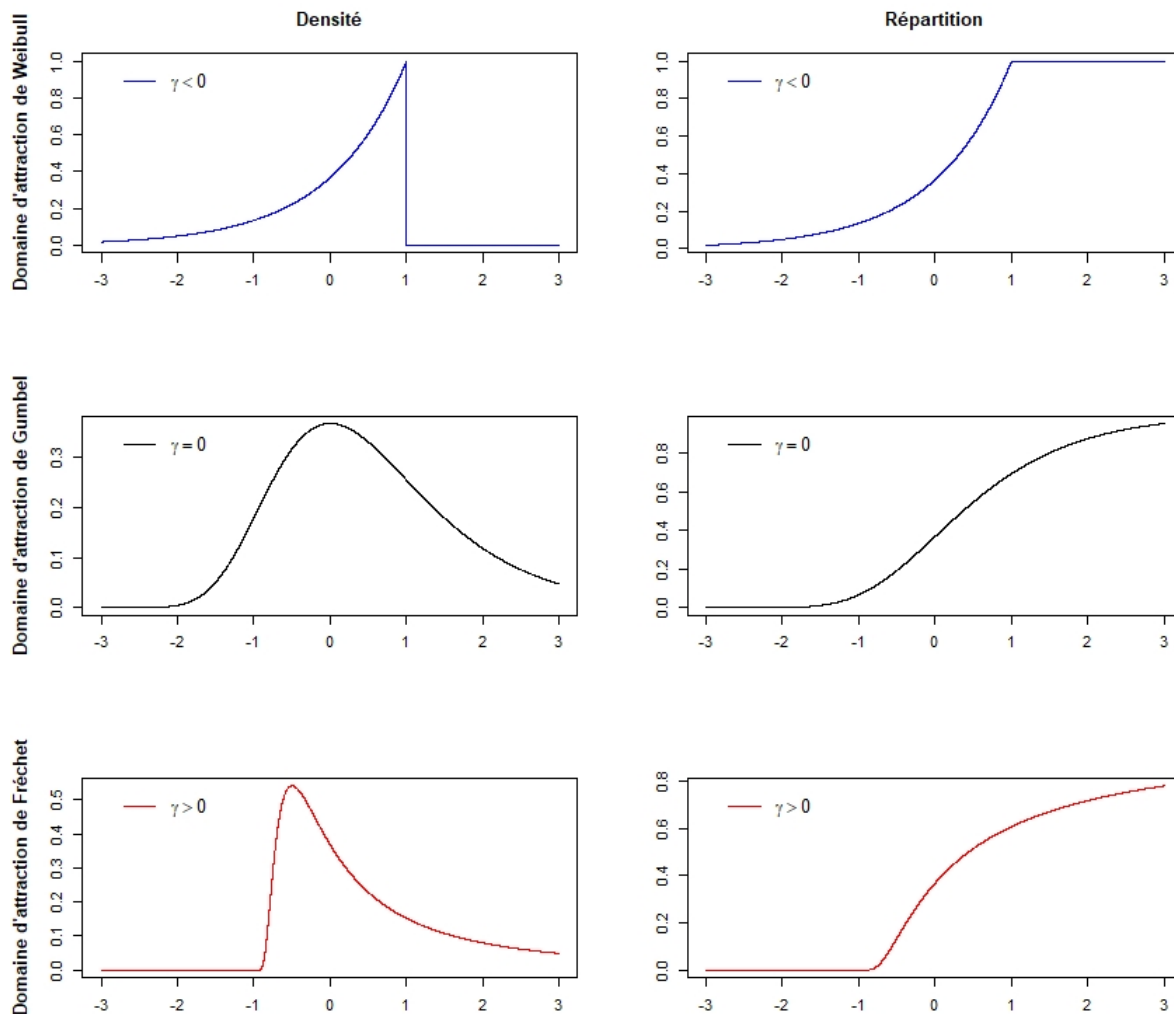 Densité
Répartition
Domaine d'attraction de Weibull
γ < 0
0.0 0.2 0.4 0.6 0.8 1.0
-3 -2 -1 0 1 2 3
γ < 0
0.0 0.2 0.4 0.6 0.8 1.0
-3 -2 -1 0 1 2 3
Domaine d'attraction de Gumbel
γ = 0
0.0 0.1 0.2 0.3
-3 -2 -1 0 1 2 3
γ = 0
0.0 0.2 0.4 0.6 0.8
-3 -2 -1 0 1 2 3
Domaine d'attraction de Fréchet
γ > 0
0.0 0.1 0.2 0.3 0.4 0.5
-3 -2 -1 0 1 2 3
γ > 0
0.0 0.2 0.4 0.6 0.8
-3 -2 -1 0 1 2 3